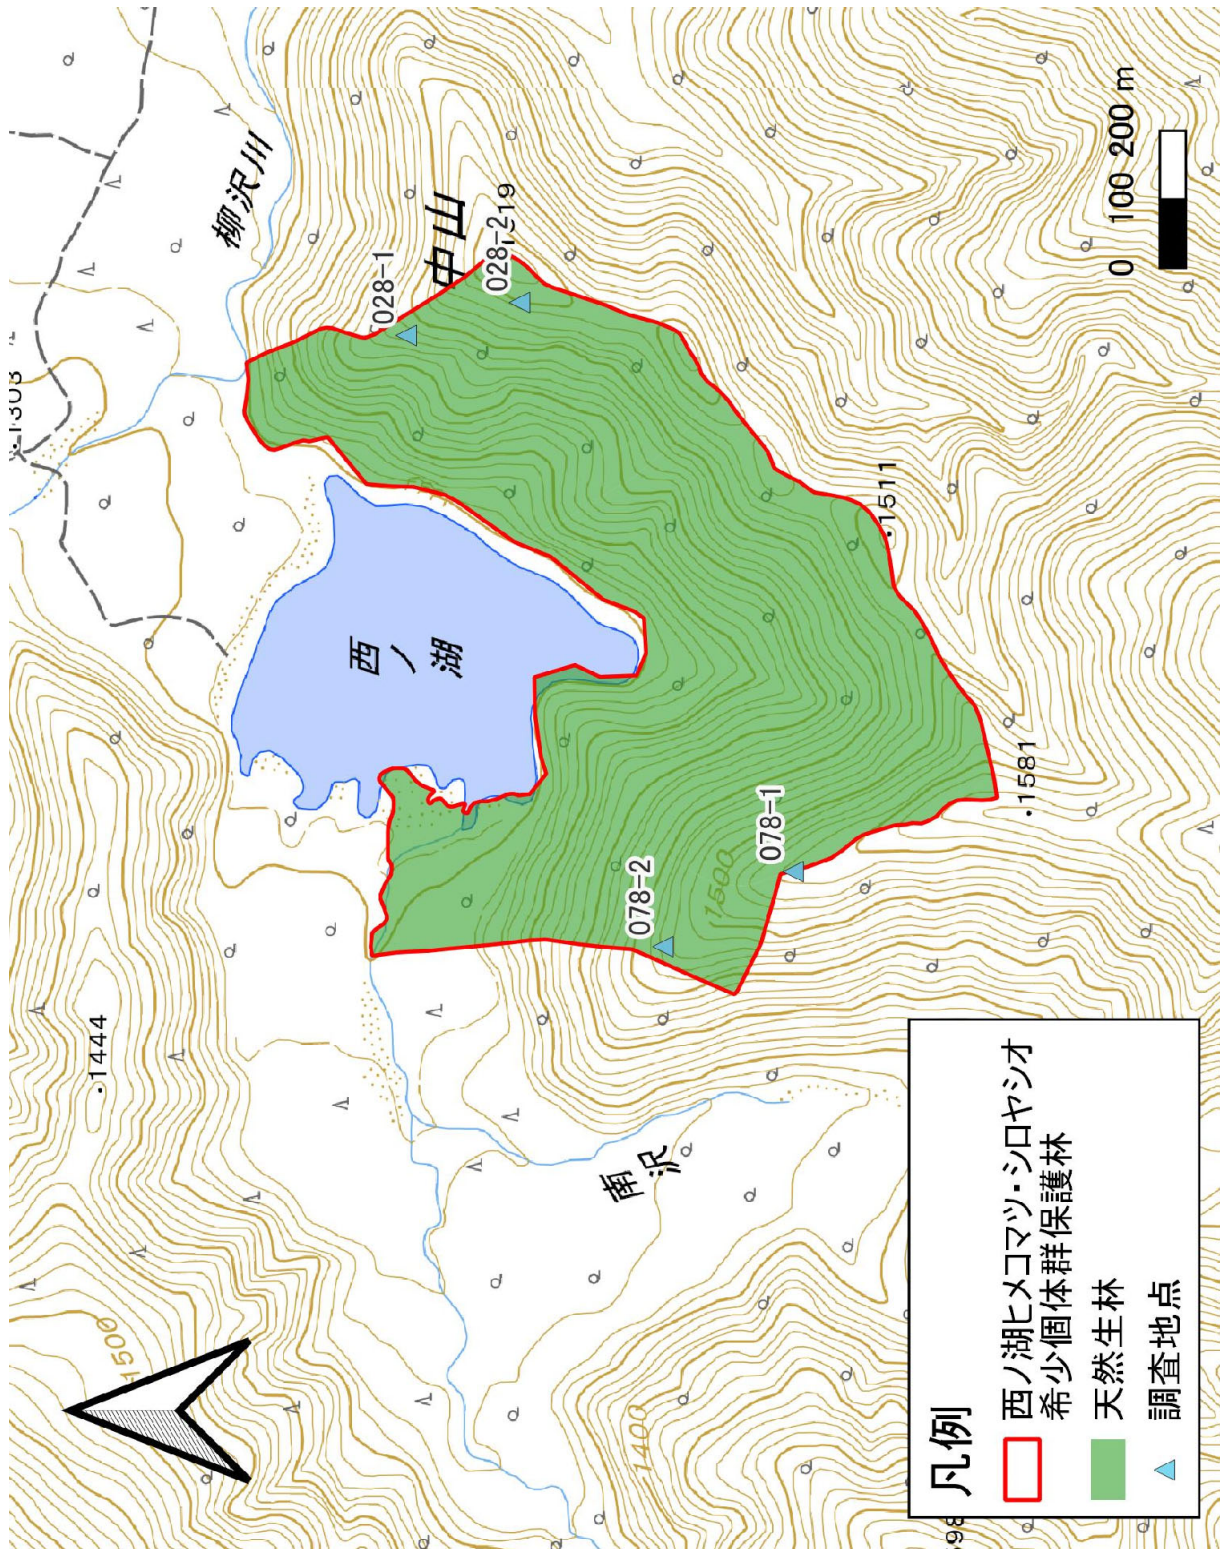 柳沢川
中山
028-1
028-2
西ノ湖
078-2
078-1
南沢
.1303
.1511
.1581
.1444
1500
1500
1400
0 100 200 m
凡例
西ノ湖ヒメコマツ・シロヤシオ
希少個体群保護林
天然生林
調査地点